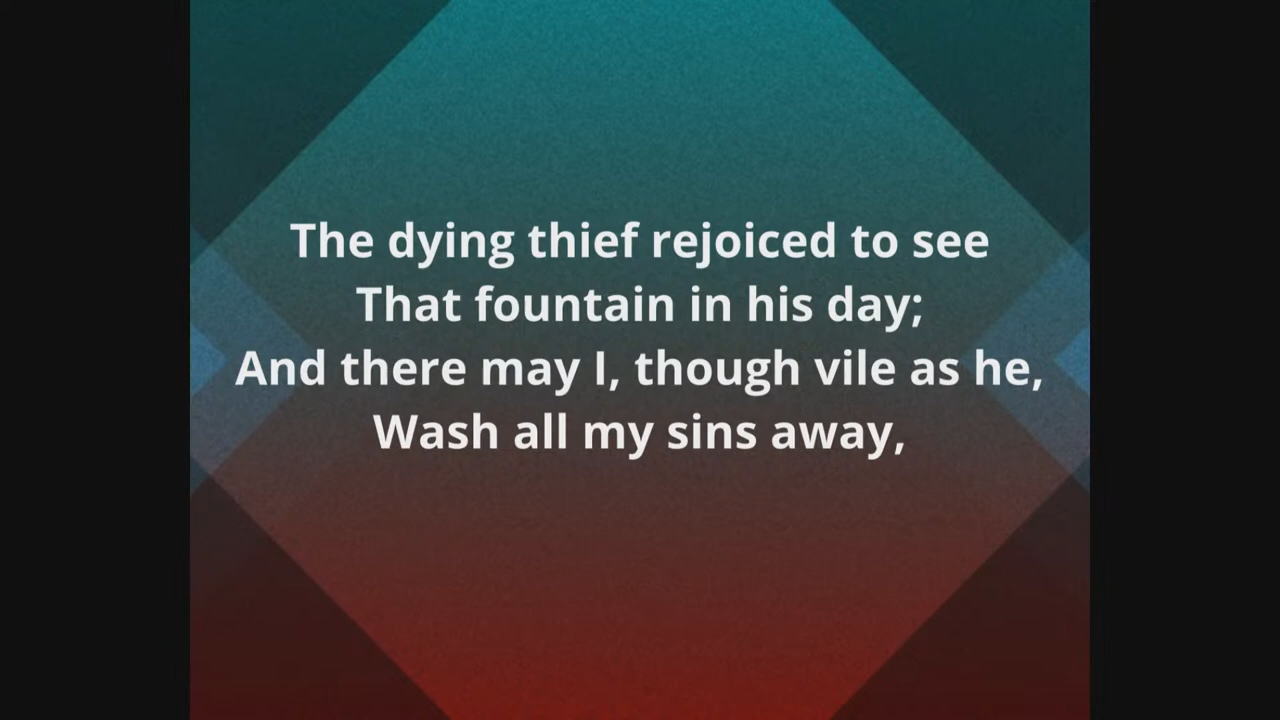 The dying thief rejoiced to see
That fountain in his day;
And there may I, though vile as he,
Wash all my sins away,